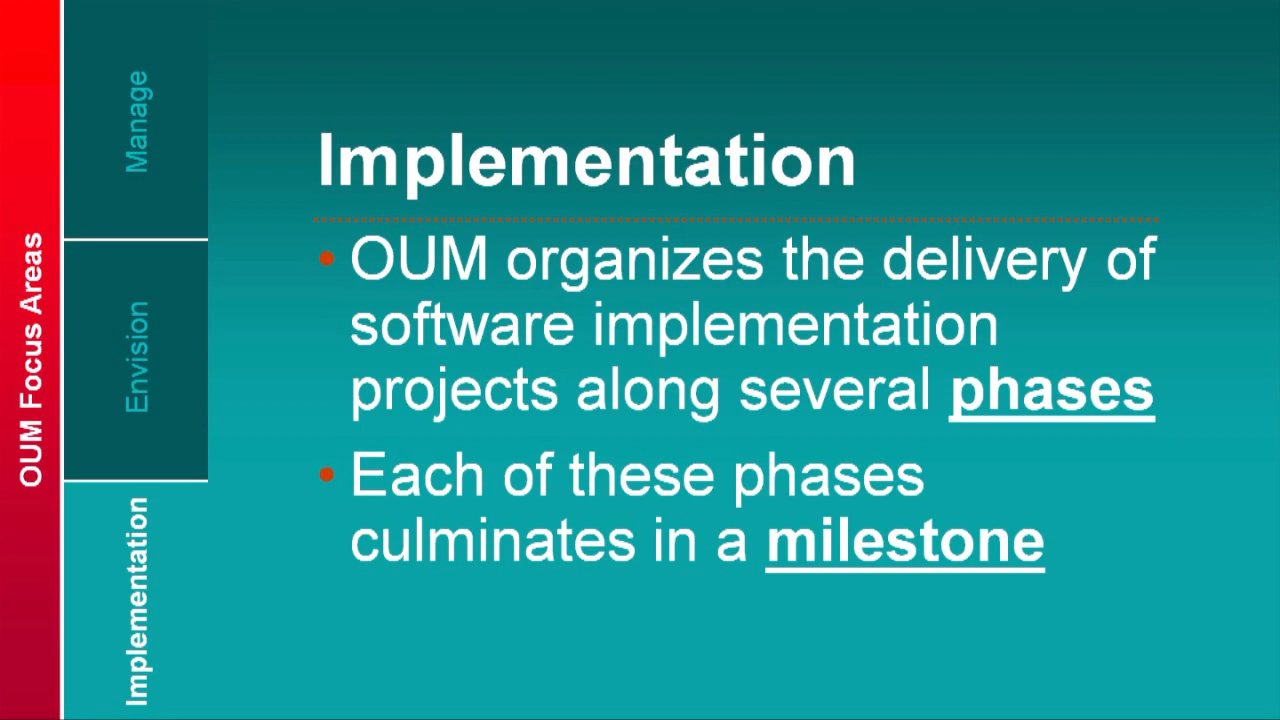 OUM Focus Areas
Manage
Envision
Implementation
Implementation
• OUM organizes the delivery of
software implementation
projects along several phases
• Each of these phases
culminates in a milestone